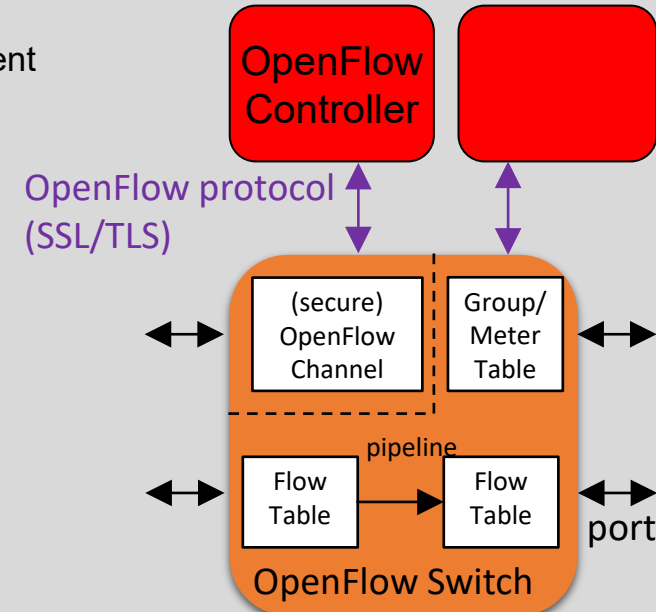 ent
OpenFlow
Controller
OpenFlow protocol
(SSL/TLS)
(secure)
OpenFlow
Channel
Group/
Meter
Table
pipeline
Flow
Table
Flow
Table
port
OpenFlow Switch